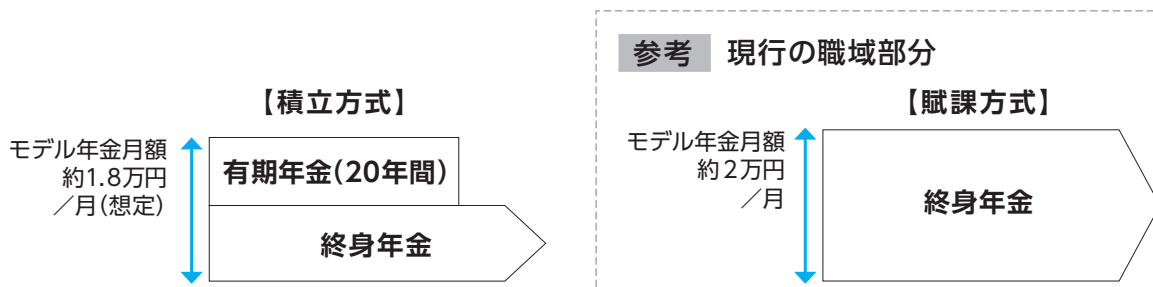 【積立方式】
モデル年金月額
約1.8万円
／月(想定)
有期年金(20年間)
終身年金
参考 現行の職域部分
【賦課方式】
モデル年金月額
約2万円
／月
終身年金